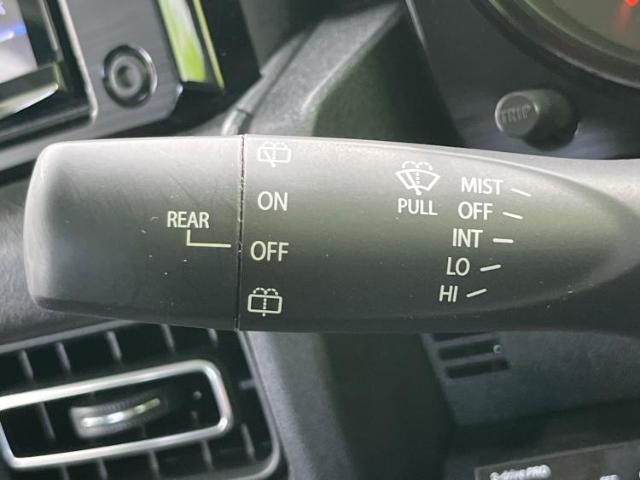 REAR
ON
OFF
PULL
MIST
OFF
INT
LO
HI
TRIP